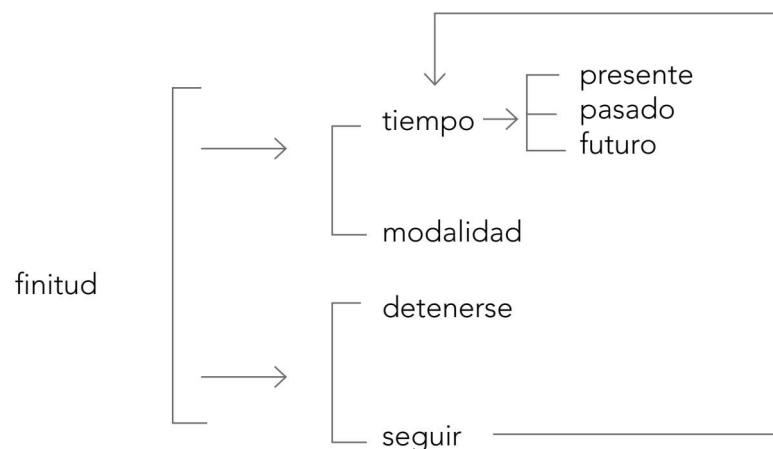 presente
tiempo
pasado
futuro
modalidad
finitud
detenerse
seguir